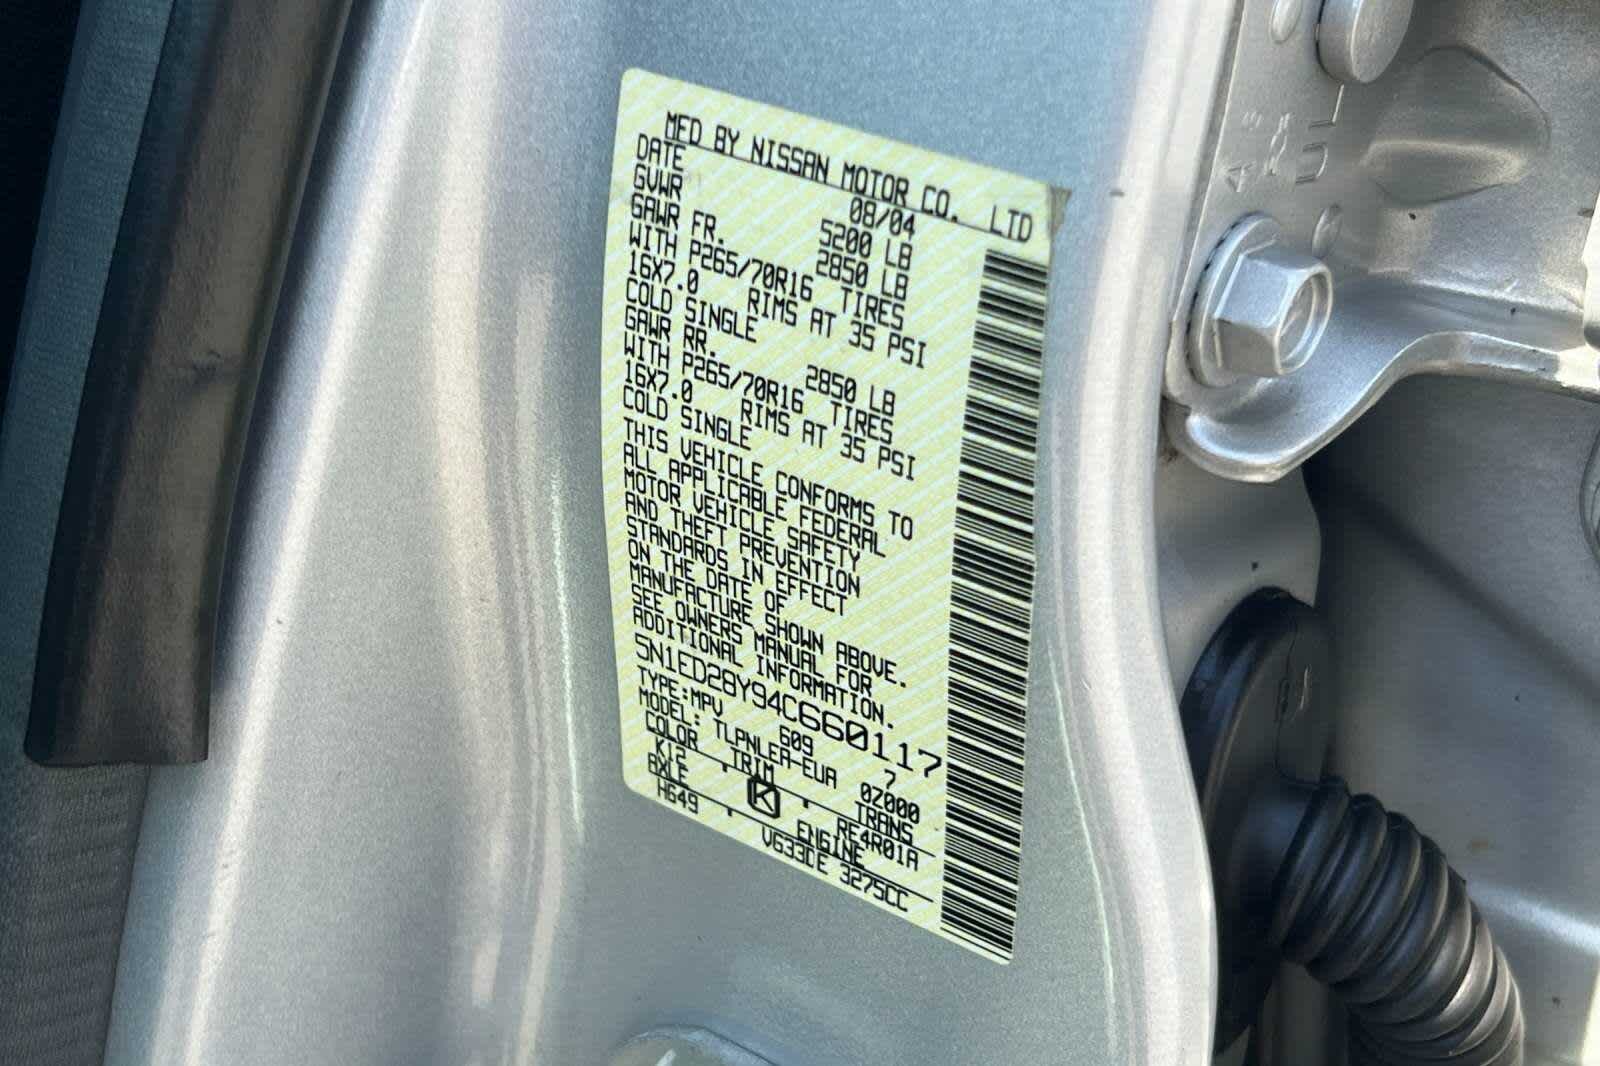 MFD BY NISSAN MOTOR CO. LTD
DATE 08/04
GVWR 5200 LB
GAWR FR. 2850 LB
WITH P265/70R16 TIRES
16X7.0 RIMS AT 35 PSI
COLD SINGLE
GAWR RR. 2850 LB
WITH P265/70R16 TIRES
16X7.0 RIMS AT 35 PSI
COLD SINGLE
THIS VEHICLE CONFORMS TO
ALL APPLICABLE FEDERAL
MOTOR VEHICLE SAFETY
AND THEFT PREVENTION
STANDARDS IN EFFECT
ON THE DATE OF
MANUFACTURE SHOWN ABOVE.
SEE OWNERS MANUAL FOR
ADDITIONAL INFORMATION.
5N1ED28Y94C660117
TYPE:MPV 609 7
MODEL: TLPNLEA-EUA 0Z000
COLOR TRIM TRANS
K12 K RE4R01A
AXLE ENGINE
H649 VG33DE 3275CC